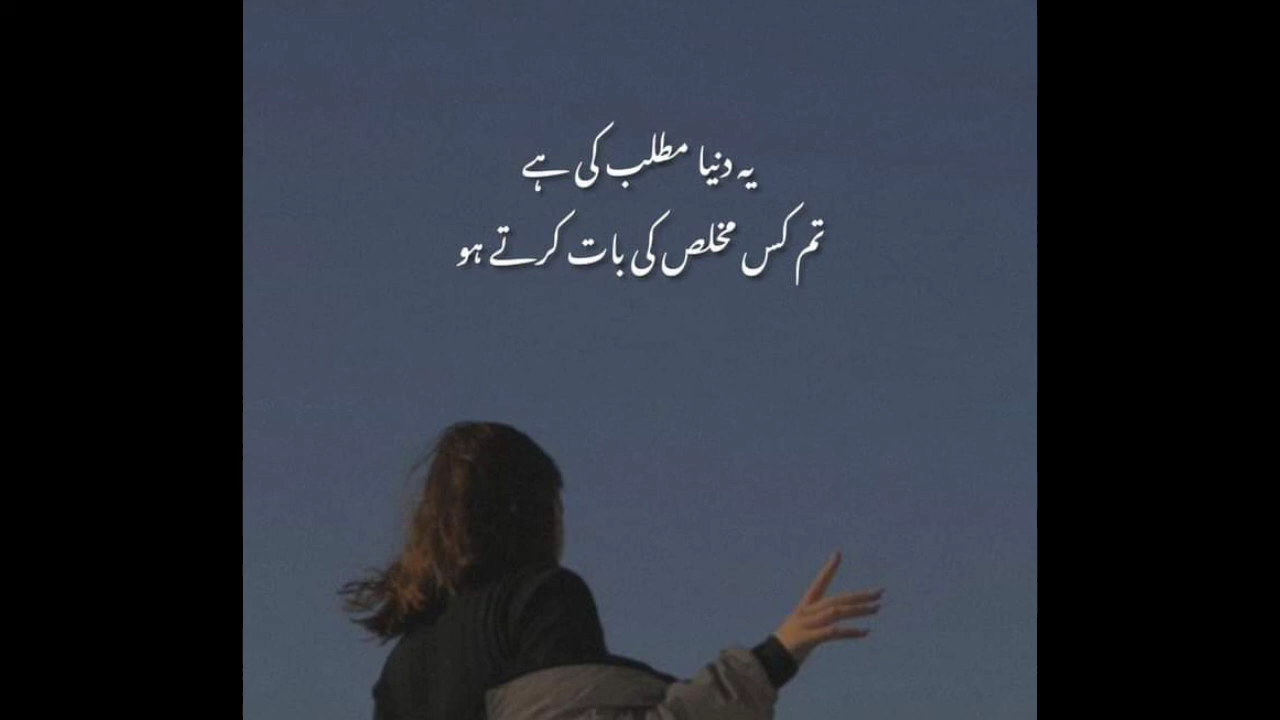 یہ دنیا مطلب کی ہے
تم کس مخلص کی بات کرتے ہو